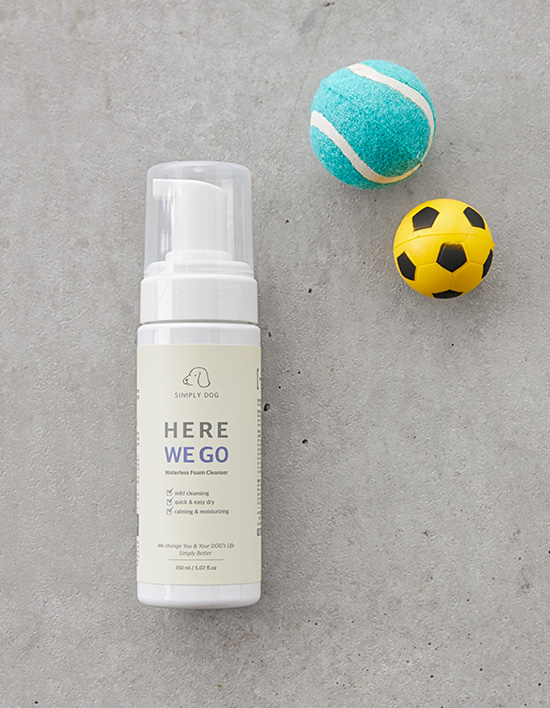 SIMPLY DOG
HERE
WE GO
Waterless Foam Cleanser
mild cleansing
quick & easy dry
calming & moisturizing
We change You & Your DOG's Life
Simply Better
150 ml / 5.07 fl.oz